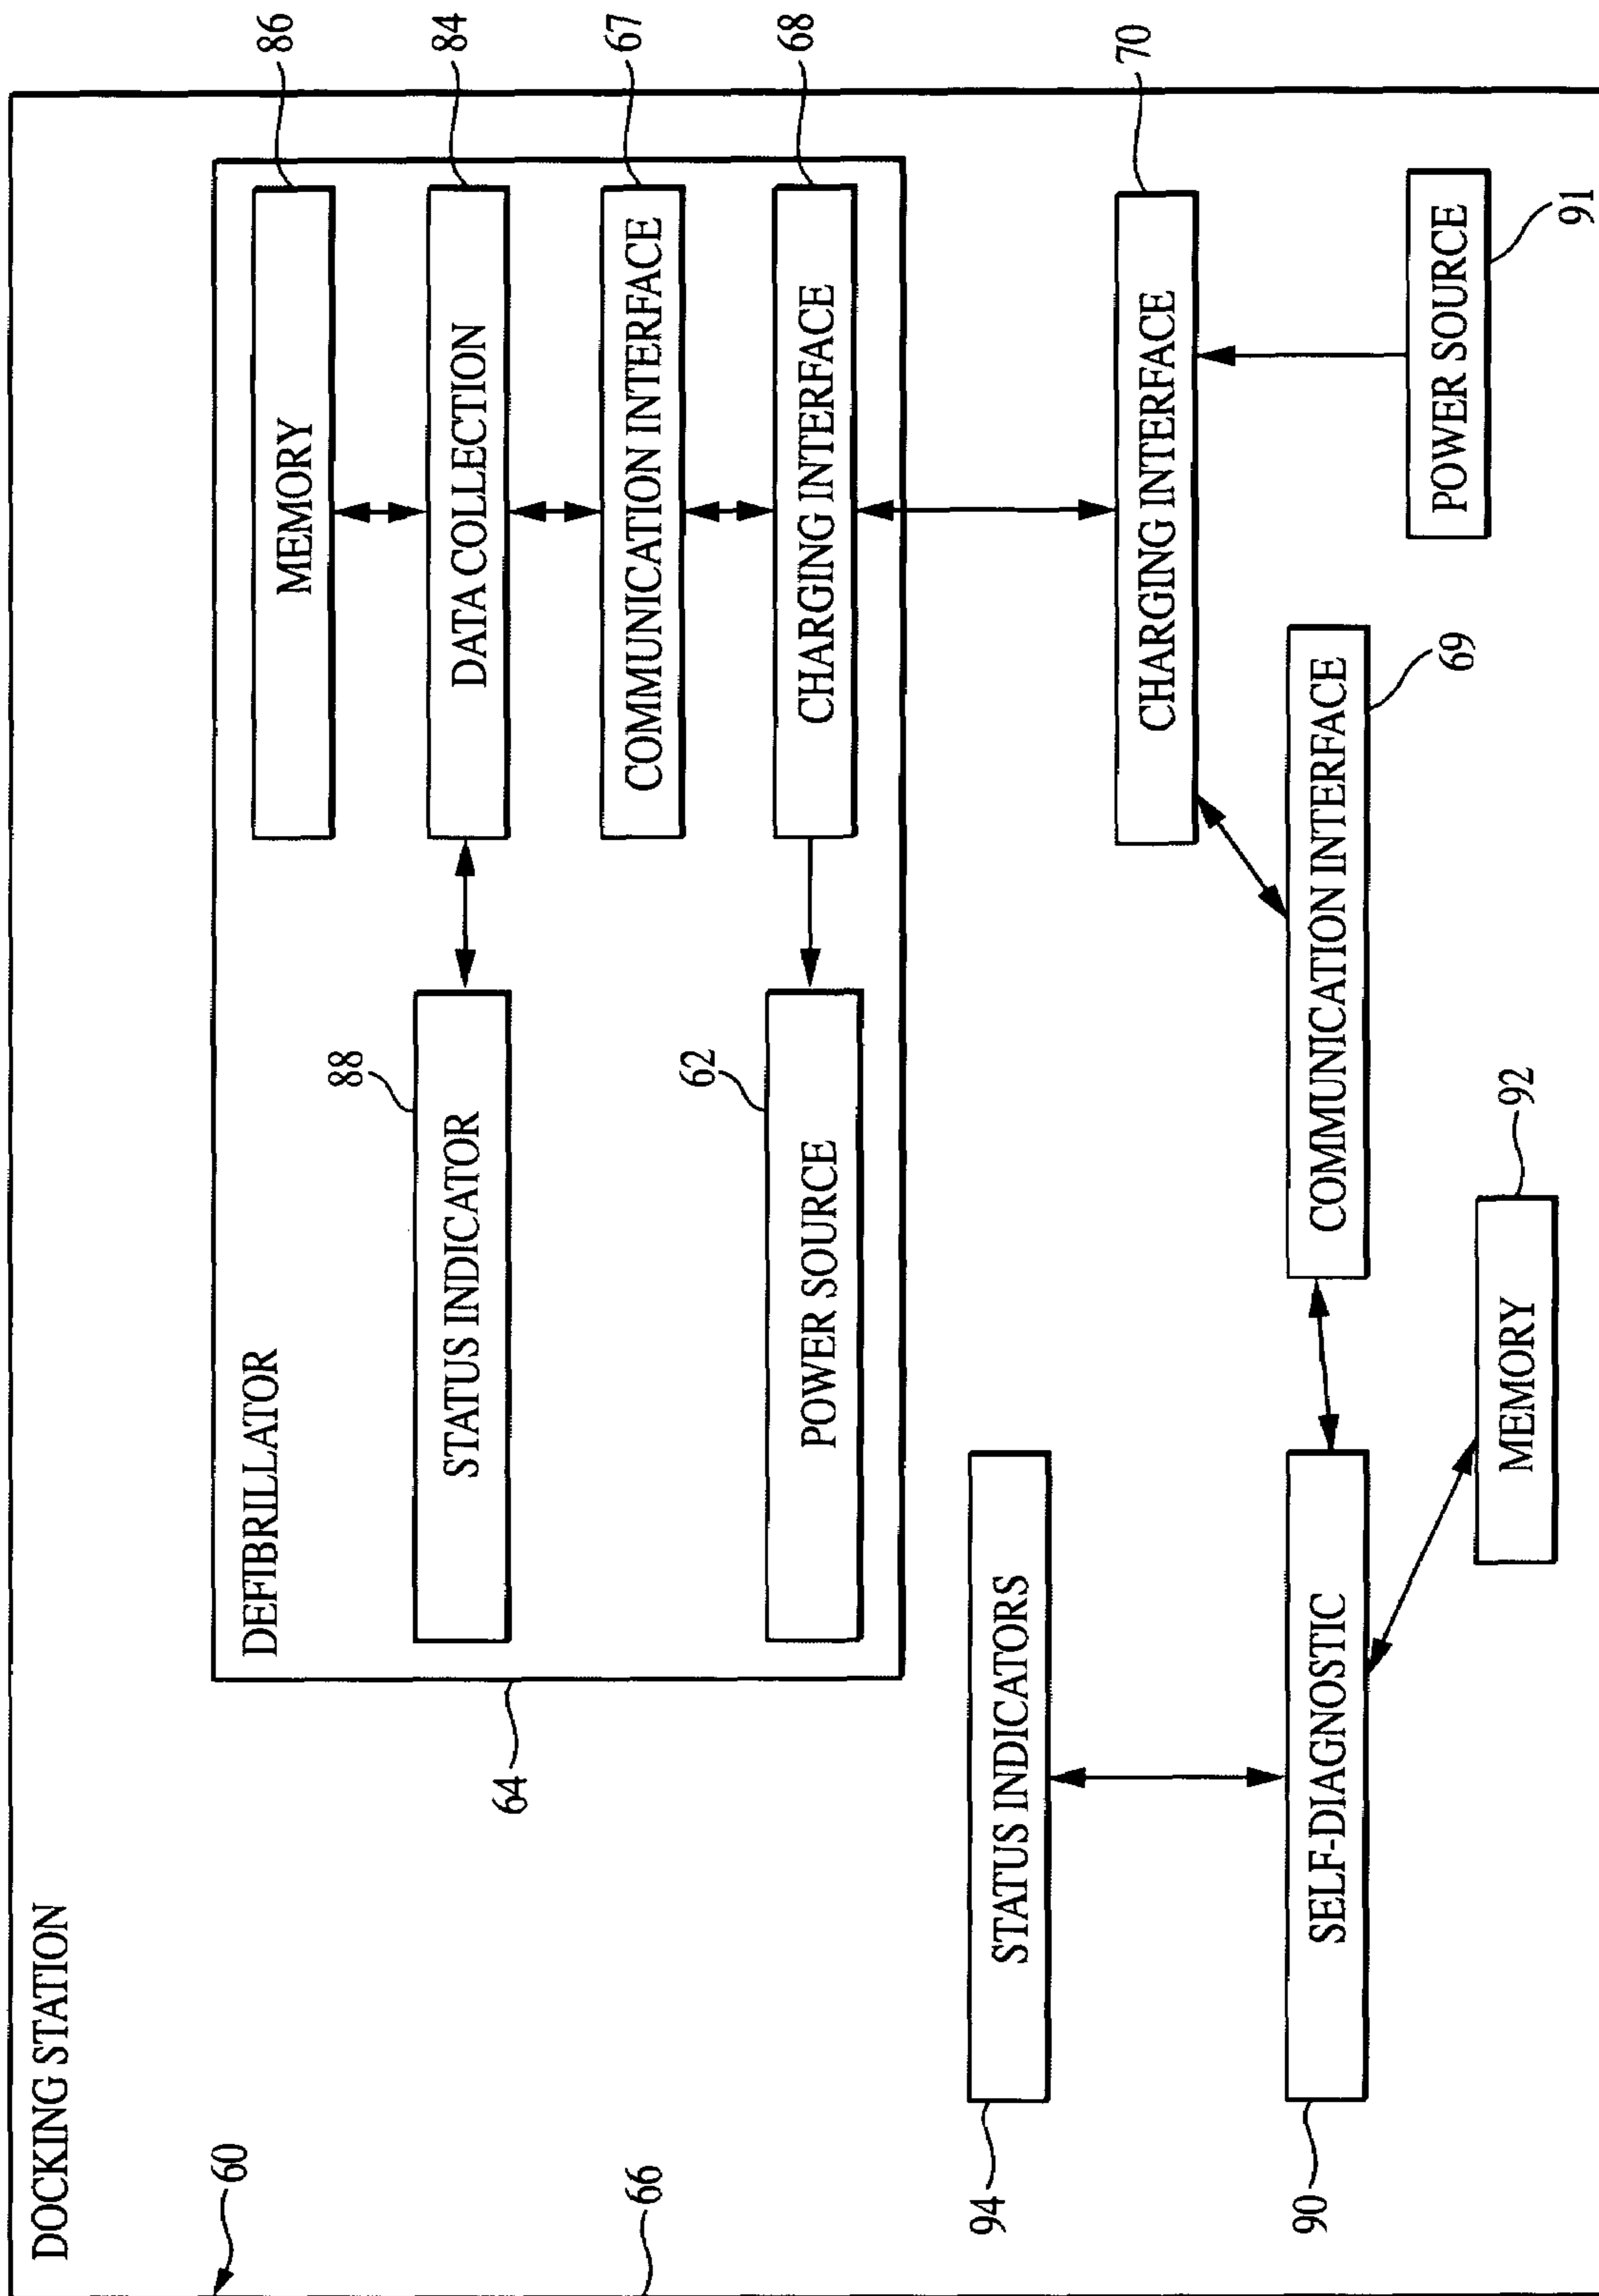 DOCKING STATION
60
66
DEFIBRILLATOR
64
MEMORY
86
STATUS INDICATOR
88
DATA COLLECTION
84
COMMUNICATION INTERFACE
67
POWER SOURCE
62
CHARGING INTERFACE
68
STATUS INDICATORS
94
CHARGING INTERFACE
70
SELF-DIAGNOSTIC
90
COMMUNICATION INTERFACE
69
POWER SOURCE
91
MEMORY
92